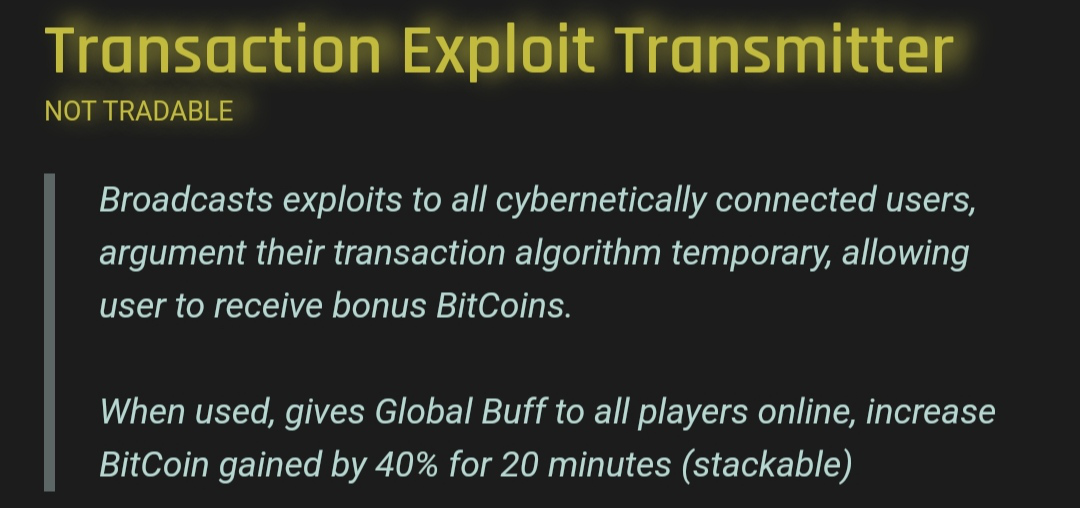 Transaction Exploit Transmitter
NOT TRADABLE
Broadcasts exploits to all cybernetically connected users,
argument their transaction algorithm temporary, allowing
user to receive bonus BitCoins.
When used, gives Global Buff to all players online, increase
BitCoin gained by 40% for 20 minutes (stackable)